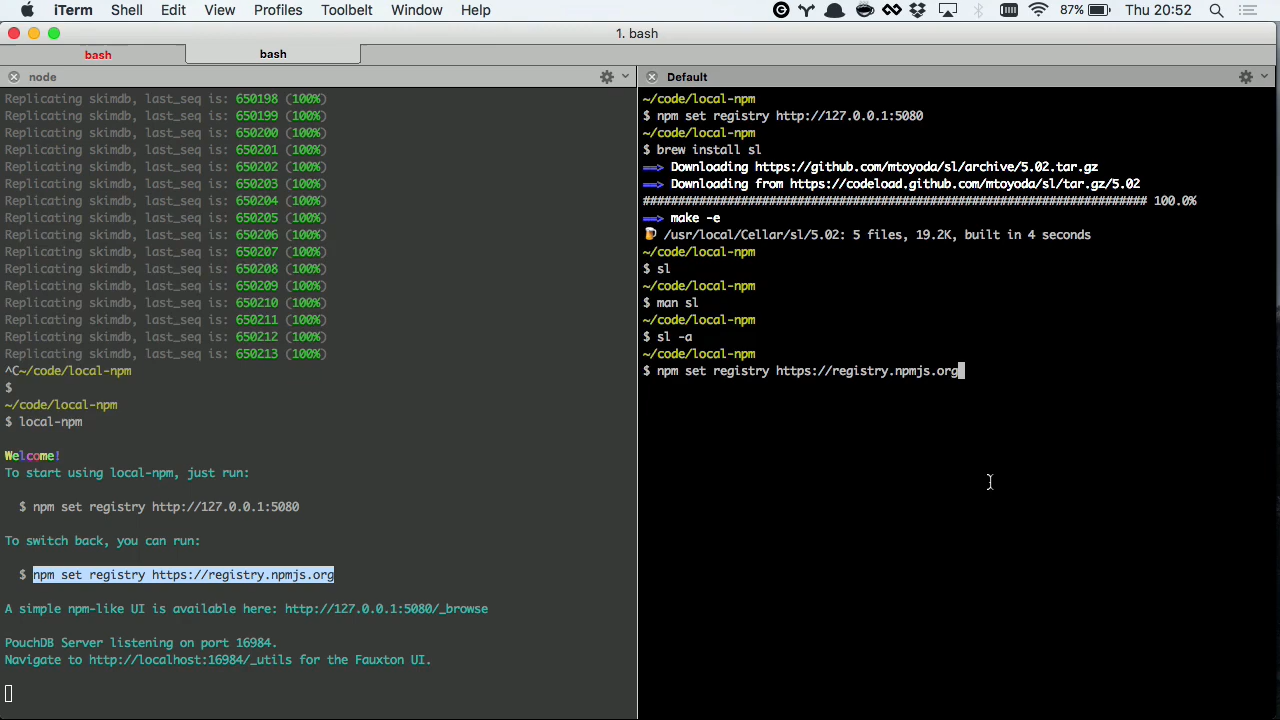 iTerm Shell Edit View Profiles Toolbelt Window Help 87% Thu 20:52
1. bash
bash bash
node
Replicating skimdb, last_seq is: 650198 (100%)
Replicating skimdb, last_seq is: 650199 (100%)
Replicating skimdb, last_seq is: 650200 (100%)
Replicating skimdb, last_seq is: 650201 (100%)
Replicating skimdb, last_seq is: 650202 (100%)
Replicating skimdb, last_seq is: 650203 (100%)
Replicating skimdb, last_seq is: 650204 (100%)
Replicating skimdb, last_seq is: 650205 (100%)
Replicating skimdb, last_seq is: 650206 (100%)
Replicating skimdb, last_seq is: 650207 (100%)
Replicating skimdb, last_seq is: 650208 (100%)
Replicating skimdb, last_seq is: 650209 (100%)
Replicating skimdb, last_seq is: 650210 (100%)
Replicating skimdb, last_seq is: 650211 (100%)
Replicating skimdb, last_seq is: 650212 (100%)
Replicating skimdb, last_seq is: 650213 (100%)
^C~/code/local-npm
$
~/code/local-npm
$ local-npm
Welcome!
To start using local-npm, just run:
$ npm set registry http://127.0.0.1:5080
To switch back, you can run:
$ npm set registry https://registry.npmjs.org
A simple npm-like UI is available here: http://127.0.0.1:5080/_browse
PouchDB Server listening on port 16984.
Navigate to http://localhost:16984/_utils for the Fauxton UI.
Default
~/code/local-npm
$ npm set registry http://127.0.0.1:5080
~/code/local-npm
$ brew install sl
==> Downloading https://github.com/mtoyoda/sl/archive/5.02.tar.gz
==> Downloading from https://codeload.github.com/mtoyoda/sl/tar.gz/5.02
######################################################################## 100.0%
==> make -e
🍺 /usr/local/Cellar/sl/5.02: 5 files, 19.2K, built in 4 seconds
~/code/local-npm
$ sl
~/code/local-npm
$ man sl
~/code/local-npm
$ sl -a
~/code/local-npm
$ npm set registry https://registry.npmjs.org